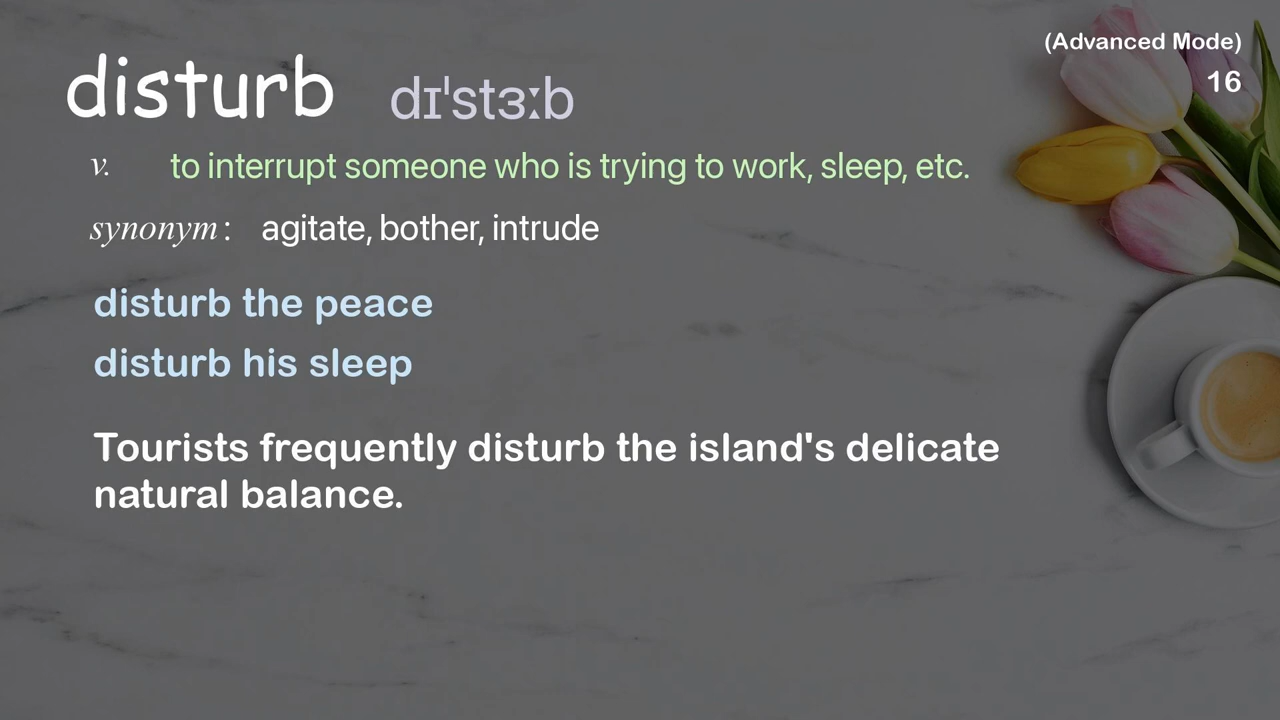 (Advanced Mode)
16
disturb dɪˈstɜːb
v. to interrupt someone who is trying to work, sleep, etc.
synonym: agitate, bother, intrude
disturb the peace
disturb his sleep
Tourists frequently disturb the island's delicate
natural balance.